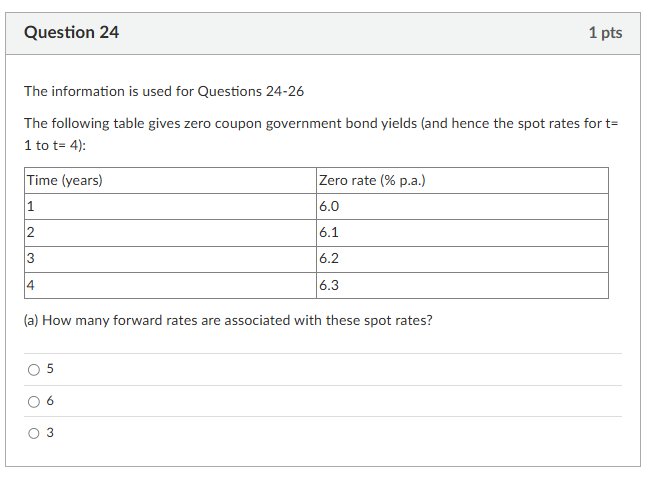 Question 24
1 pts
The information is used for Questions 24-26
The following table gives zero coupon government bond yields (and hence the spot rates for t=
1 to t= 4):
Time (years) Zero rate (% p.a.)
1 6.0
2 6.1
3 6.2
4 6.3
(a) How many forward rates are associated with these spot rates?
5
6
3